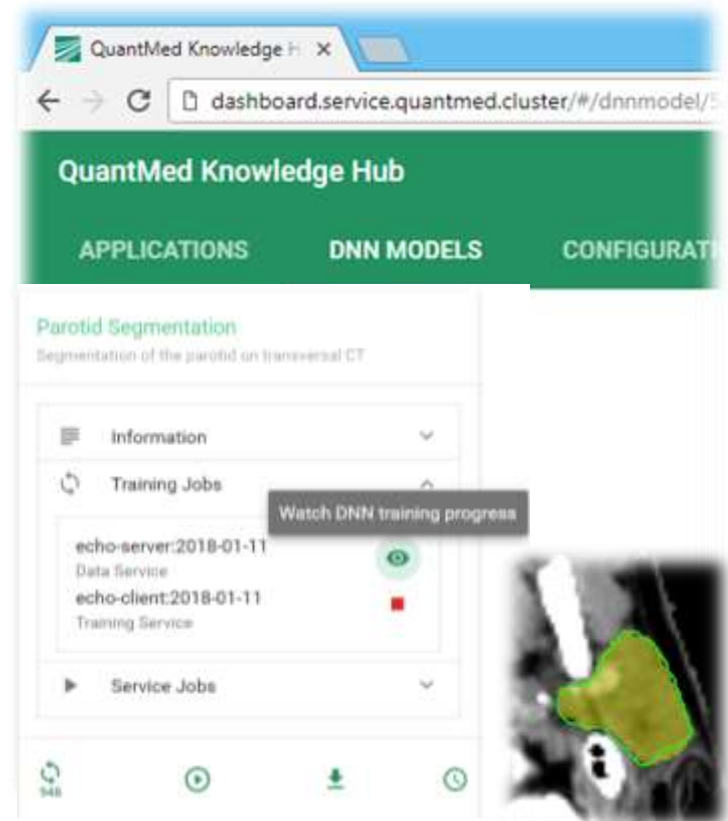 QuantMed Knowledge H
dashboard.service.quantmed.cluster/#/dnnmodel/5
QuantMed Knowledge Hub
APPLICATIONS DNN MODELS CONFIGURATI
Parotid Segmentation
Segmentation of the parotid on transversal CT
Information
Training Jobs
Watch DNN training progress
echo-server:2018-01-11
Data Service
echo-client:2018-01-11
Training Service
Service Jobs
948